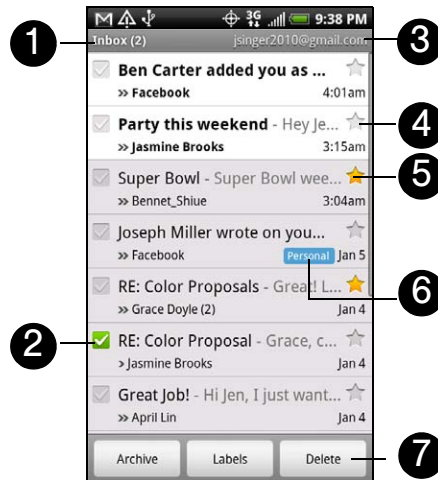 3G 9:38 PM
1 Inbox (2) jsinger2010@gmail.com 3
Ben Carter added you as ...
» Facebook 4:01am
Party this weekend - Hey Je... 4
» Jasmine Brooks 3:15am
Super Bowl - Super Bowl wee... 5
» Bennet_Shiue 3:04am
Joseph Miller wrote on you...
» Facebook Personal Jan 5
6
RE: Color Proposals - Great! L...
» Grace Doyle (2) Jan 4
2 RE: Color Proposal - Grace, c...
› Jasmine Brooks Jan 4
Great Job! - Hi Jen, I just want...
» April Lin Jan 4
Archive Labels Delete 7